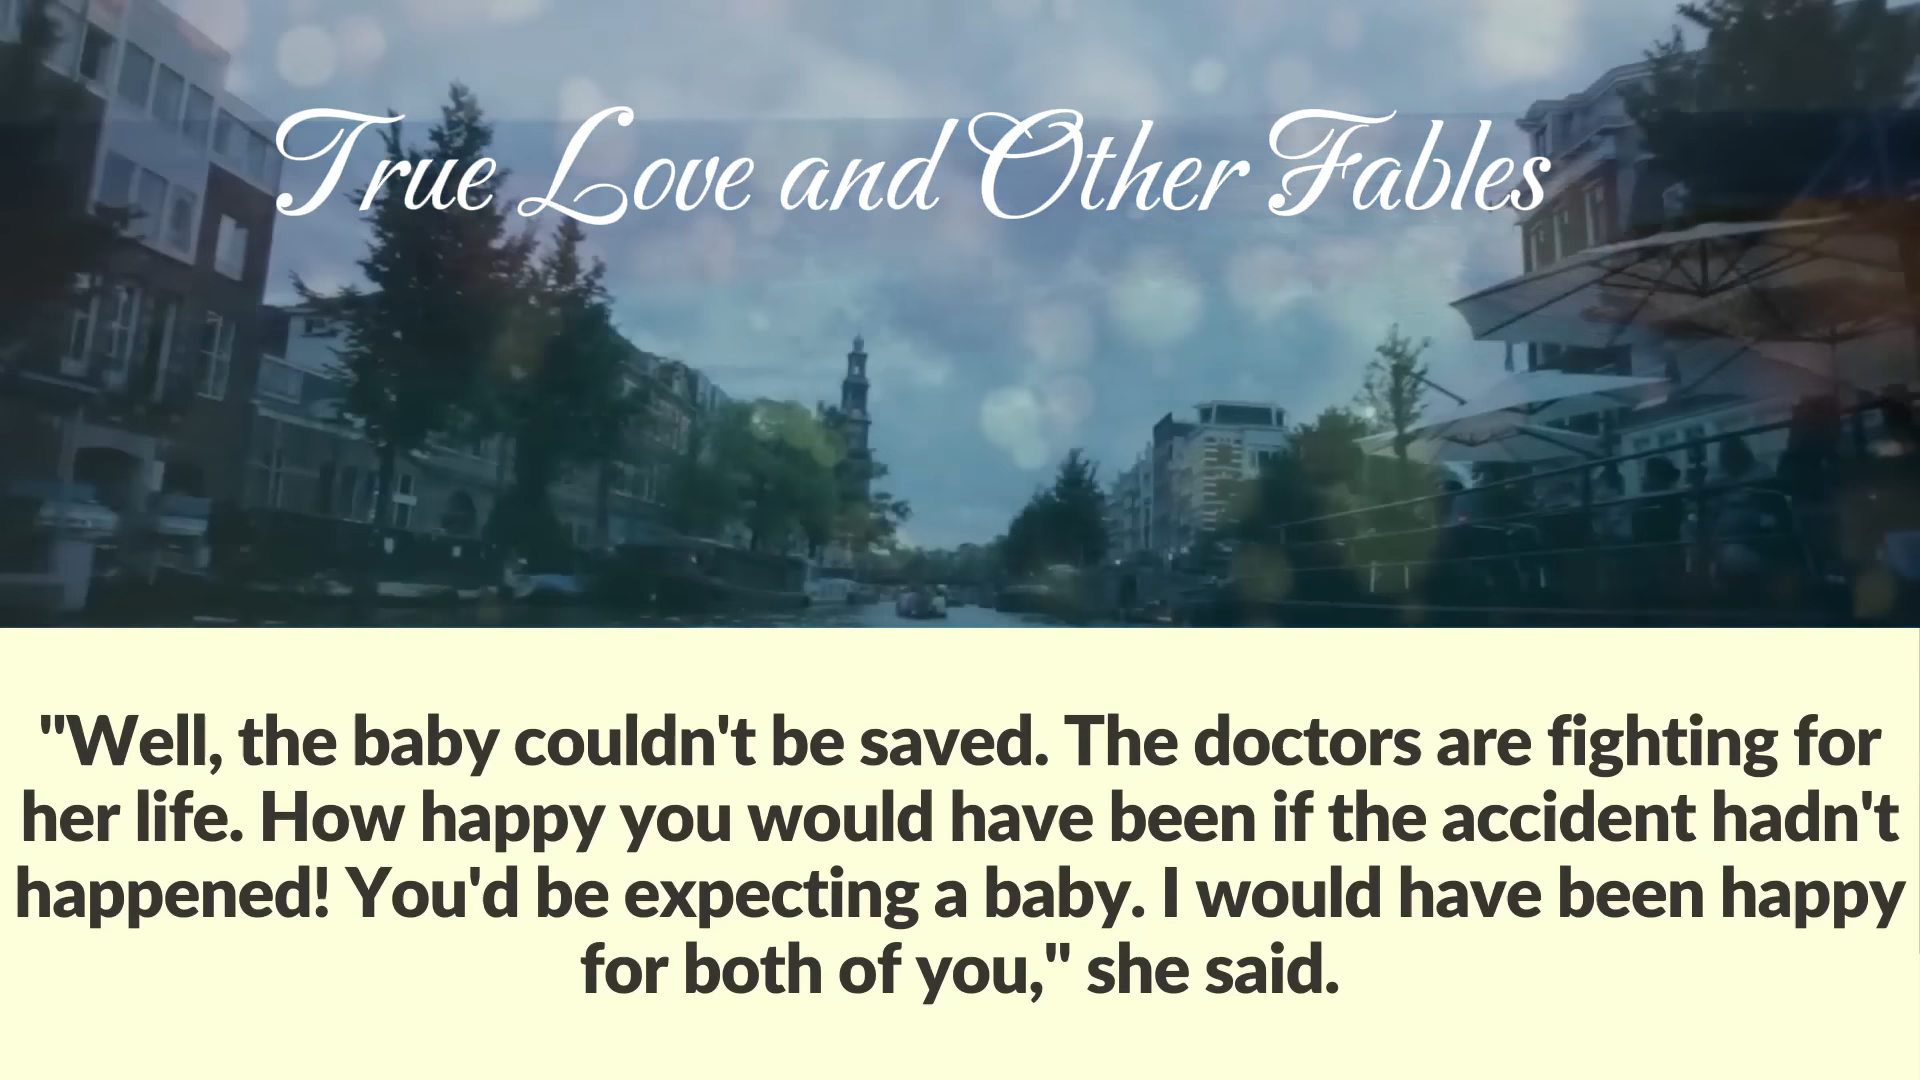 True Love and Other Fables
"Well, the baby couldn't be saved. The doctors are fighting for
her life. How happy you would have been if the accident hadn't
happened! You'd be expecting a baby. I would have been happy
for both of you," she said.